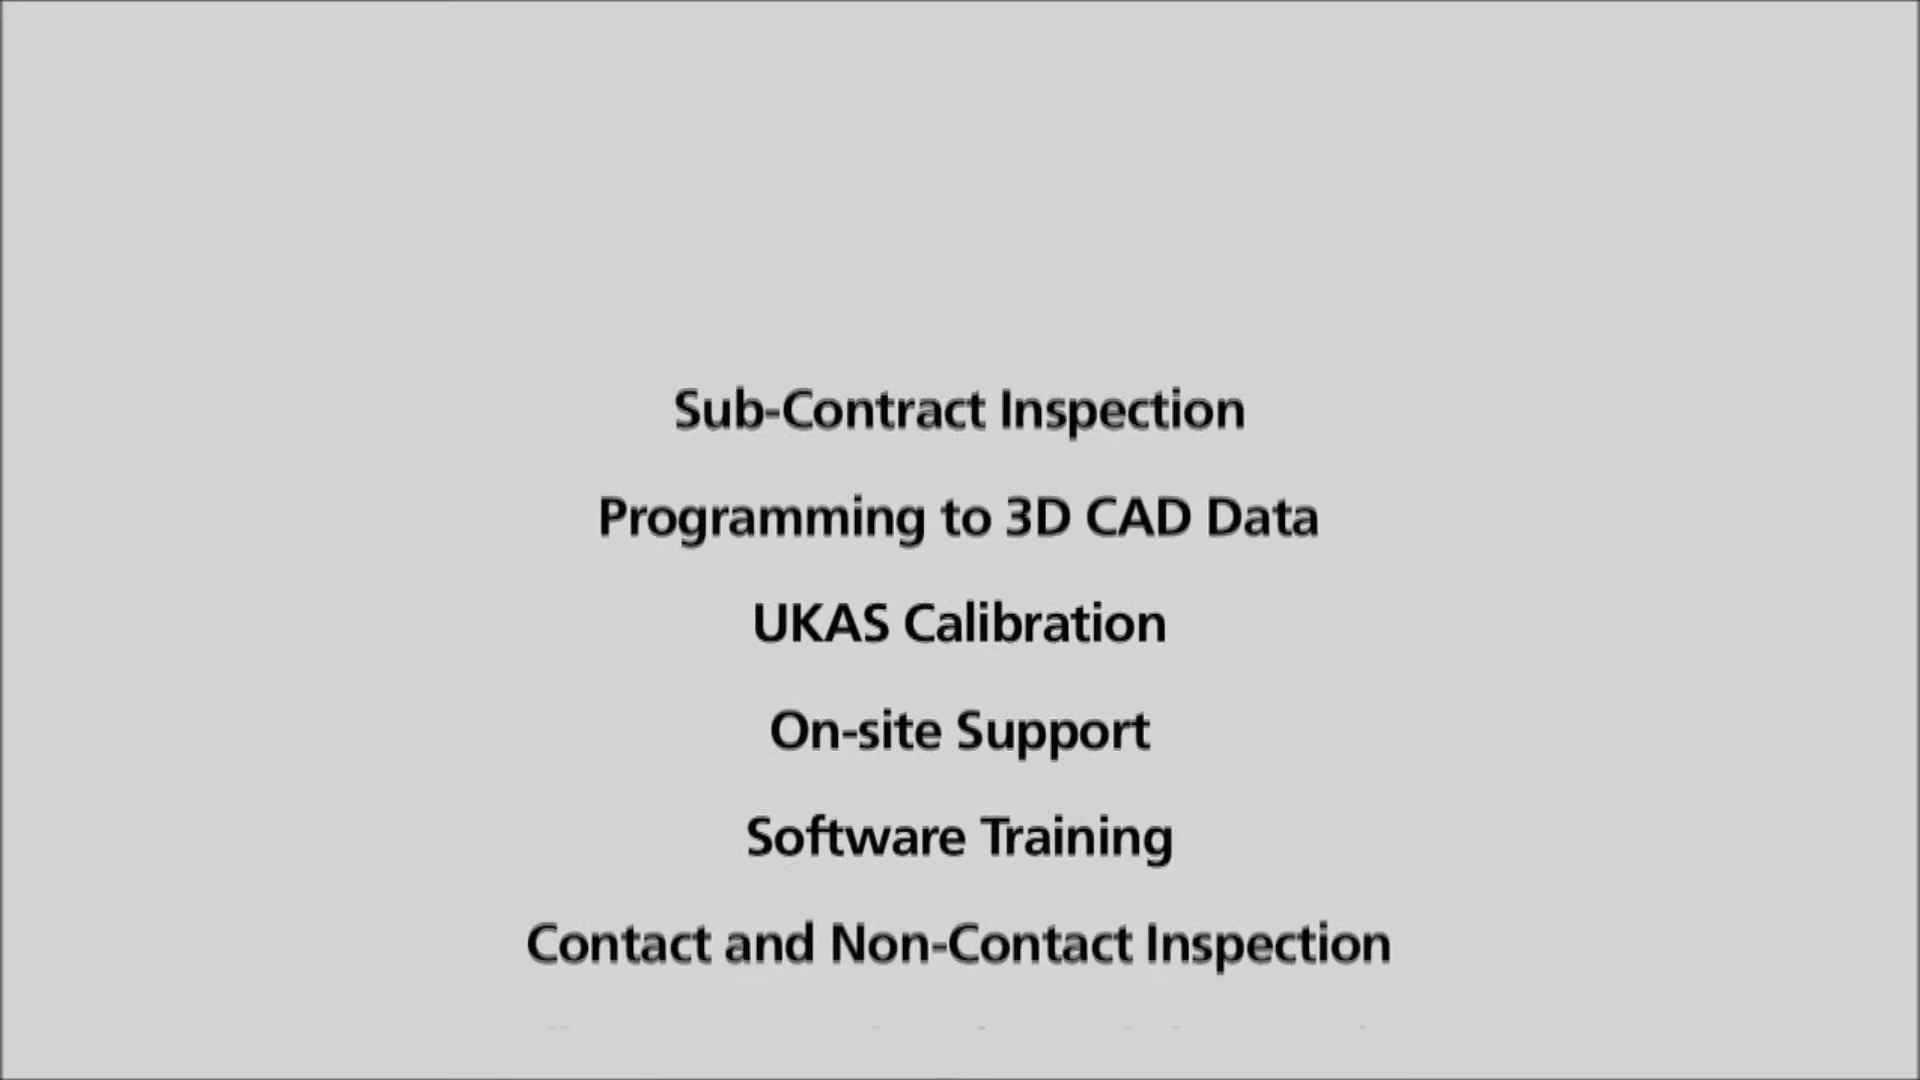 Sub-Contract Inspection
Programming to 3D CAD Data
UKAS Calibration
On-site Support
Software Training
Contact and Non-Contact Inspection